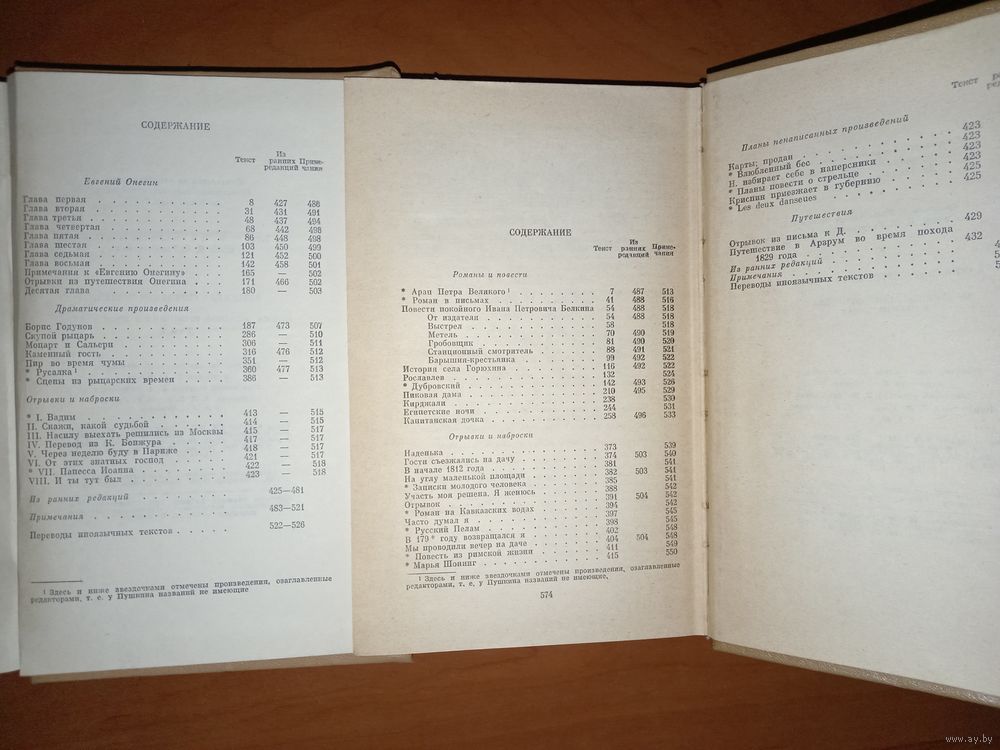 СОДЕРЖАНИЕ
Текст Из ранних редакций Примечания
Евгений Онегин
Глава первая 8 427 486
Глава вторая 31 431 491
Глава третья 48 437 494
Глава четвертая 68 442 498
Глава пятая 86 448 498
Глава шестая 103 450 499
Глава седьмая 121 452 500
Глава восьмая 142 458 501
Примечания к «Евгению Онегину» 165 — 502
Отрывки из путешествия Онегина 171 466 502
Десятая глава 180 — 503
Драматические произведения
Борис Годунов 187 473 507
Скупой рыцарь 286 — 510
Моцарт и Сальери 306 — 511
Каменный гость 316 476 512
Пир во время чумы 351 — 512
* Русалка ¹ 360 477 513
* Сцены из рыцарских времен 386 — 513
Отрывки и наброски
* I. Вадим 413 — 515
II. Скажи, какой судьбой 414 — 515
III. Насилу выехать решились из Москвы 415 — 517
IV. Перевод из К. Бонжура 417 — 517
V. Через неделю буду в Париже 418 — 517
VI. От этих знатных господ 421 — 517
* VII. Папесса Иоанна 422 — 518
VIII. И ты тут был 423 — 518
Из ранних редакций 425—481
Примечания 483—521
Переводы иноязычных текстов 522—526
¹ Здесь и ниже звездочками отмечены произведения, озаглавленные
редакторами, т. е. у Пушкина названий не имеющие
СОДЕРЖАНИЕ
Текст Из ранних редакций Примечания
Романы и повести
* Арап Петра Великого ¹ 7 487 513
* Роман в письмах 41 488 516
Повести покойного Ивана Петровича Белкина 54 488 518
От издателя 54 488 518
Выстрел 58 518
Метель 70 490 519
Гробовщик 81 490 520
Станционный смотритель 88 491 521
Барышня-крестьянка 99 492 522
История села Горюхина 116 492 522
Рославлев 132 524
* Дубровский 142 493 526
Пиковая дама 210 495 529
Кирджали 238 530
Египетские ночи 244 531
Капитанская дочка 258 496 533
Отрывки и наброски
Наденька 373 539
Гости съезжались на дачу 374 503 540
В начале 1812 года 381 541
На углу маленькой площади 382 503 541
* Записки молодого человека 385 541
Участь моя решена. Я женюсь 388 542
Отрывок 391 504 542
* Роман на Кавказских водах 394 542
Часто думал я 397 545
* Русский Пелам 398 545
В 179* году возвращался я 402 548
Мы проводили вечер на даче 404 504 548
* Повесть из римской жизни 411 549
* Марья Шонинг 415 550
¹ Здесь и ниже звездочками отмечены произведения, озаглавленные
редакторами, т. е. у Пушкина названий не имеющие.
574
Текст
Планы ненаписанных произведений
Карты; продан 423
* Влюбленный бес 423
Н. избирает себе в наперсники 423
* Планы повести о стрельце 425
Криспин приезжает в губернию 425
* Les deux danseues
Путешествия
Отрывок из письма к Д. 429
Путешествие в Арзрум во время похода
1829 года 432
Из ранних редакций
Примечания
Переводы иноязычных текстов
www.ay.by